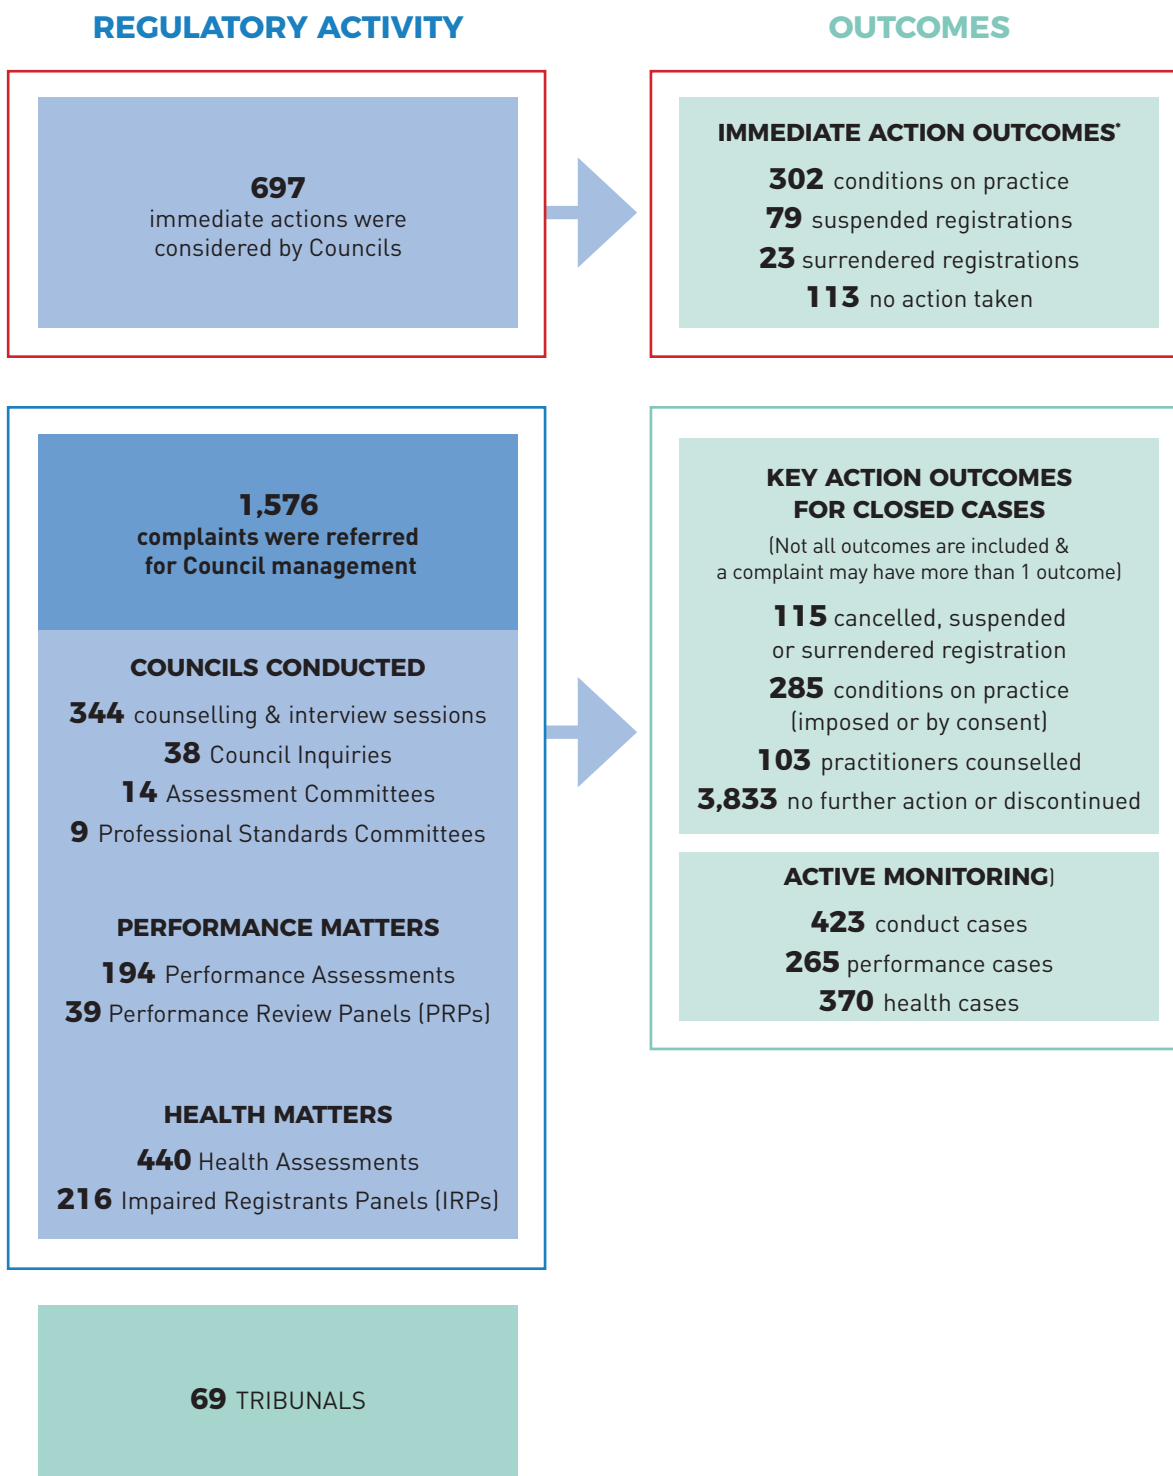 REGULATORY ACTIVITY
697
immediate actions were
considered by Councils
1,576
complaints were referred
for Council management
COUNCILS CONDUCTED
344 counselling & interview sessions
38 Council Inquiries
14 Assessment Committees
9 Professional Standards Committees
PERFORMANCE MATTERS
194 Performance Assessments
39 Performance Review Panels (PRPs)
HEALTH MATTERS
440 Health Assessments
216 Impaired Registrants Panels (IRPs)
69 TRIBUNALS
OUTCOMES
IMMEDIATE ACTION OUTCOMES*
302 conditions on practice
79 suspended registrations
23 surrendered registrations
113 no action taken
KEY ACTION OUTCOMES
FOR CLOSED CASES
(Not all outcomes are included &
a complaint may have more than 1 outcome)
115 cancelled, suspended
or surrendered registration
285 conditions on practice
(imposed or by consent)
103 practitioners counselled
3,833 no further action or discontinued
ACTIVE MONITORING)
423 conduct cases
265 performance cases
370 health cases